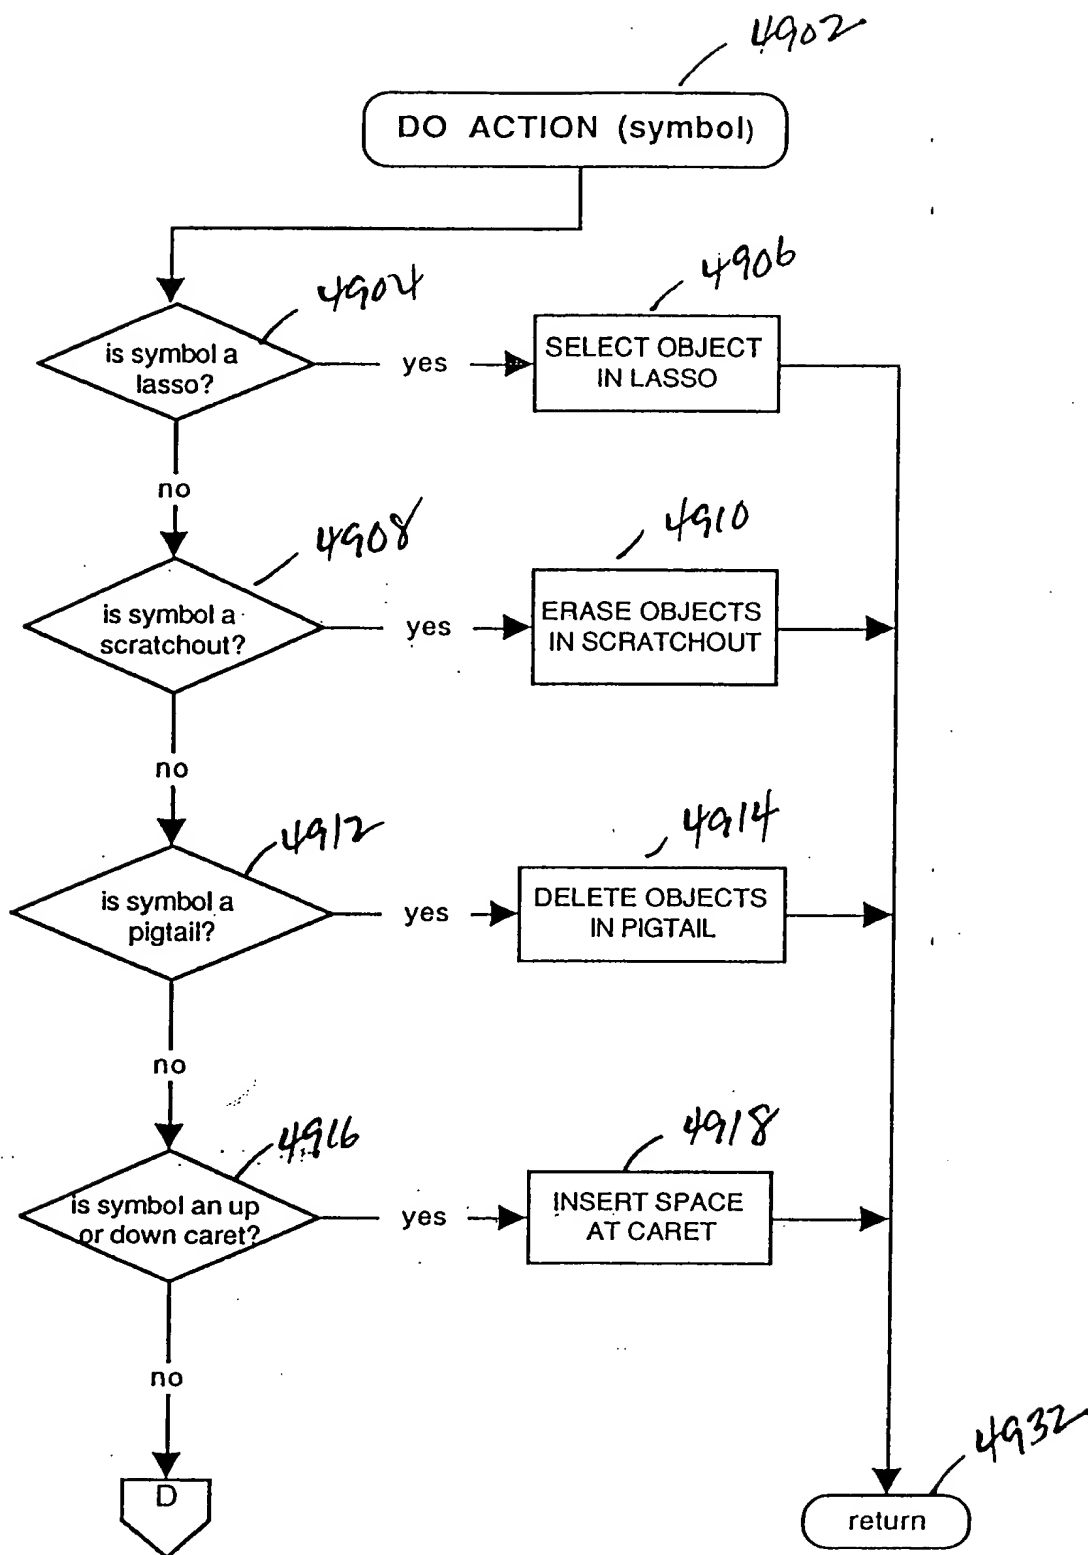 4902
DO ACTION (symbol)
4904
is symbol a
lasso?
yes
4906
SELECT OBJECT
IN LASSO
no
4908
is symbol a
scratchout?
yes
4910
ERASE OBJECTS
IN SCRATCHOUT
no
4912
is symbol a
pigtail?
yes
4914
DELETE OBJECTS
IN PIGTAIL
no
4916
is symbol an up
or down caret?
yes
4918
INSERT SPACE
AT CARET
no
D
4932
return